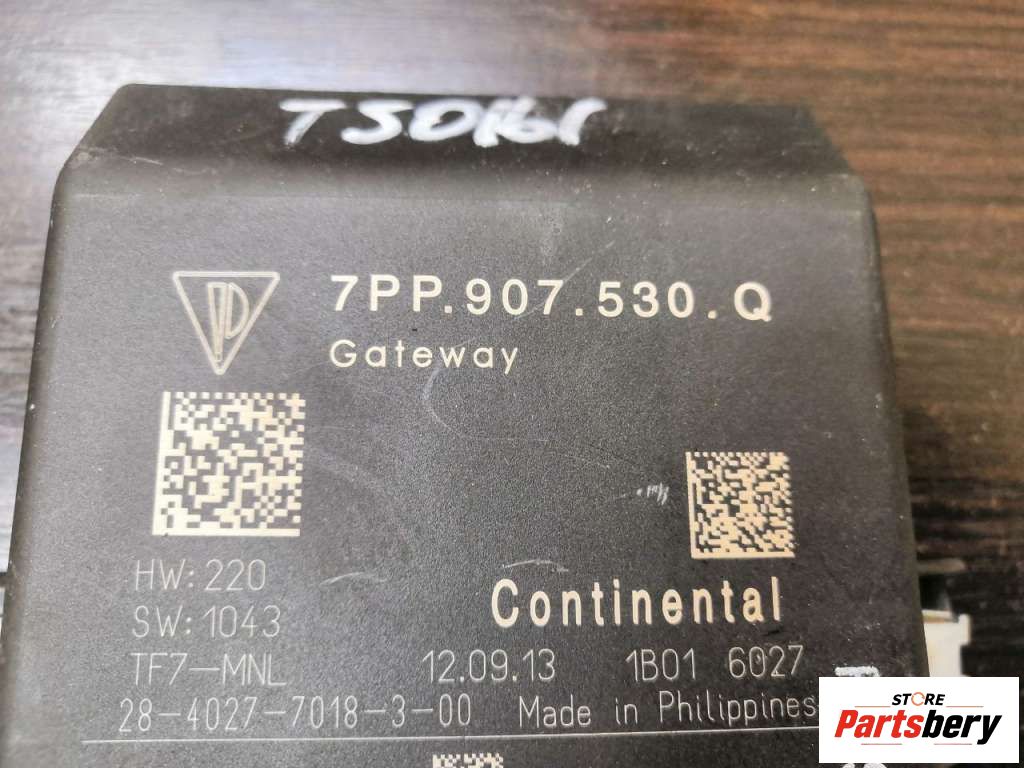 TS0161
7PP.907.530.Q
Gateway
HW: 220
SW: 1043
Continental
TF7-MNL 12.09.13 1B01 6027
28-4027-7018-3-00 Made in Philippines
STORE
Partsbery